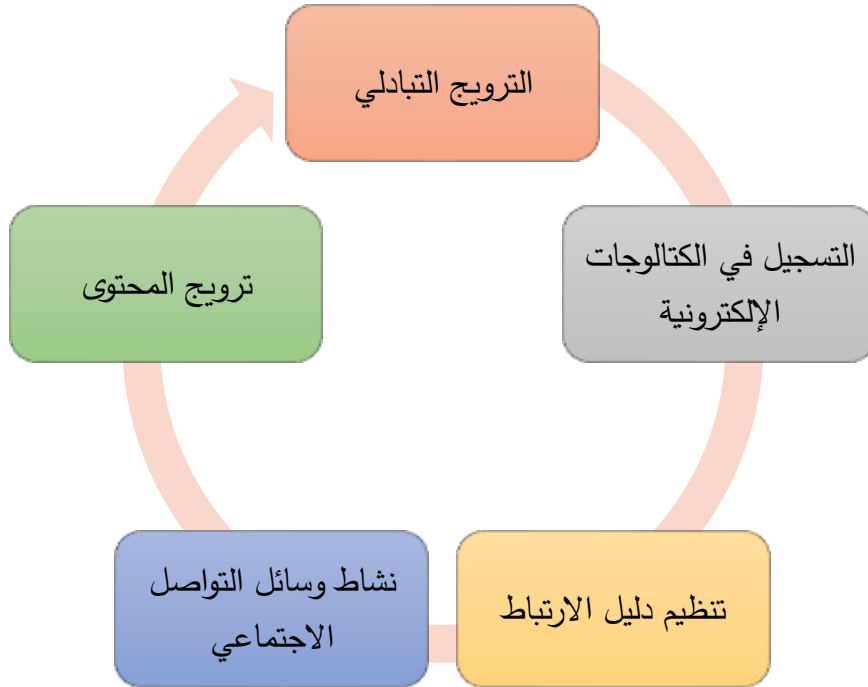 الترويج التبادلي
التسجيل في الكتالوجات
الإلكترونية
تنظيم دليل الارتباط
نشاط وسائل التواصل
الاجتماعي
ترويج المحتوى